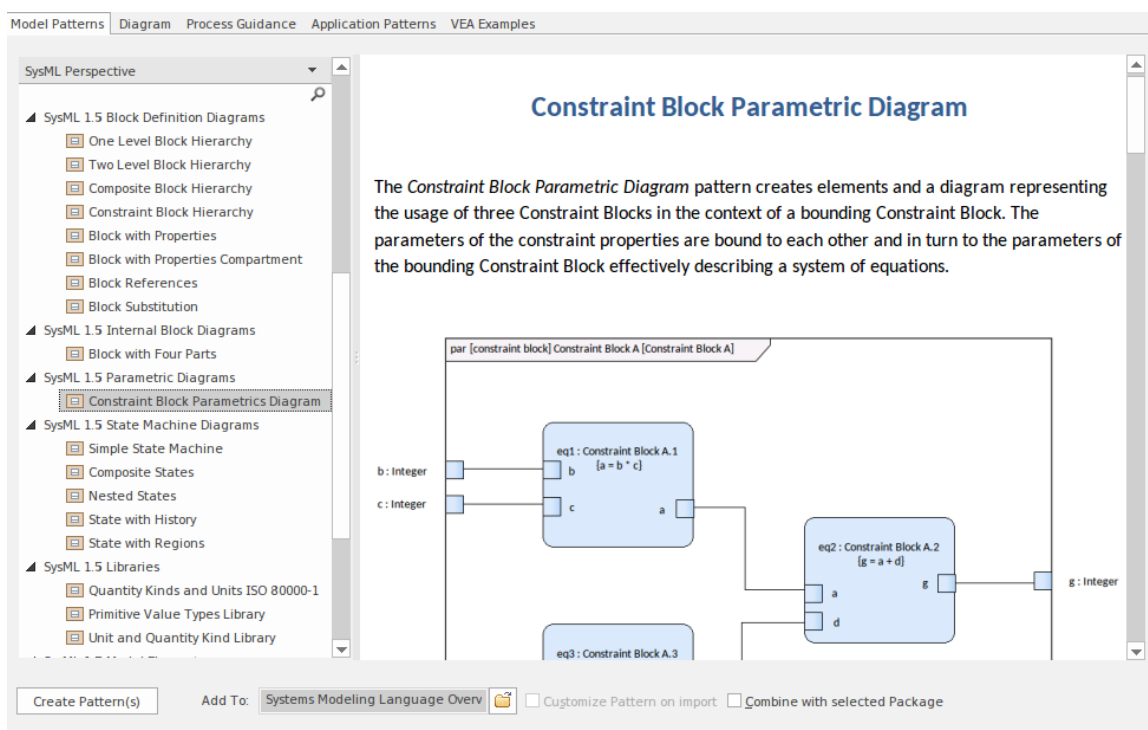 Model Patterns Diagram Process Guidance Application Patterns VEA Examples
SysML Perspective
SysML 1.5 Block Definition Diagrams
One Level Block Hierarchy
Two Level Block Hierarchy
Composite Block Hierarchy
Constraint Block Hierarchy
Block with Properties
Block with Properties Compartment
Block References
Block Substitution
SysML 1.5 Internal Block Diagrams
Block with Four Parts
SysML 1.5 Parametric Diagrams
Constraint Block Parametrics Diagram
SysML 1.5 State Machine Diagrams
Simple State Machine
Composite States
Nested States
State with History
State with Regions
SysML 1.5 Libraries
Quantity Kinds and Units ISO 80000-1
Primitive Value Types Library
Unit and Quantity Kind Library
Constraint Block Parametric Diagram
The Constraint Block Parametric Diagram pattern creates elements and a diagram representing
the usage of three Constraint Blocks in the context of a bounding Constraint Block. The
parameters of the constraint properties are bound to each other and in turn to the parameters of
the bounding Constraint Block effectively describing a system of equations.
par [constraint block] Constraint Block A [Constraint Block A]
eq1 : Constraint Block A.1
{a = b * c}
b : Integer
b
c : Integer
c
a
eq2 : Constraint Block A.2
{g = a + d}
g
g : Integer
a
d
eq3 : Constraint Block A.3
Create Pattern(s) Add To: Systems Modeling Language Overv Customize Pattern on import Combine with selected Package